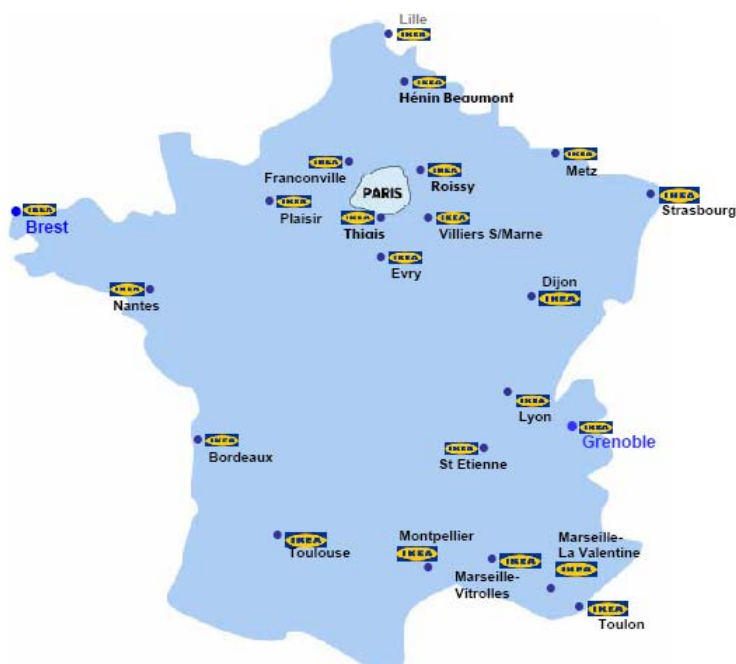 Lille
IKEA
IKEA
Hénin Beaumont
IKEA
Franconville
IKEA
Roissy
IKEA
Metz
IKEA
Strasbourg
PARIS
IKEA
Plaisir
IKEA
Brest
IKEA
Thiais
IKEA
Villiers S/Marne
IKEA
Evry
IKEA
Nantes
Dijon
IKEA
IKEA
Lyon
IKEA
Grenoble
IKEA
Bordeaux
IKEA
St Etienne
IKEA
Toulouse
Montpellier
IKEA
IKEA
Marseille-
Vitrolles
Marseille-
La Valentine
IKEA
IKEA
Toulon